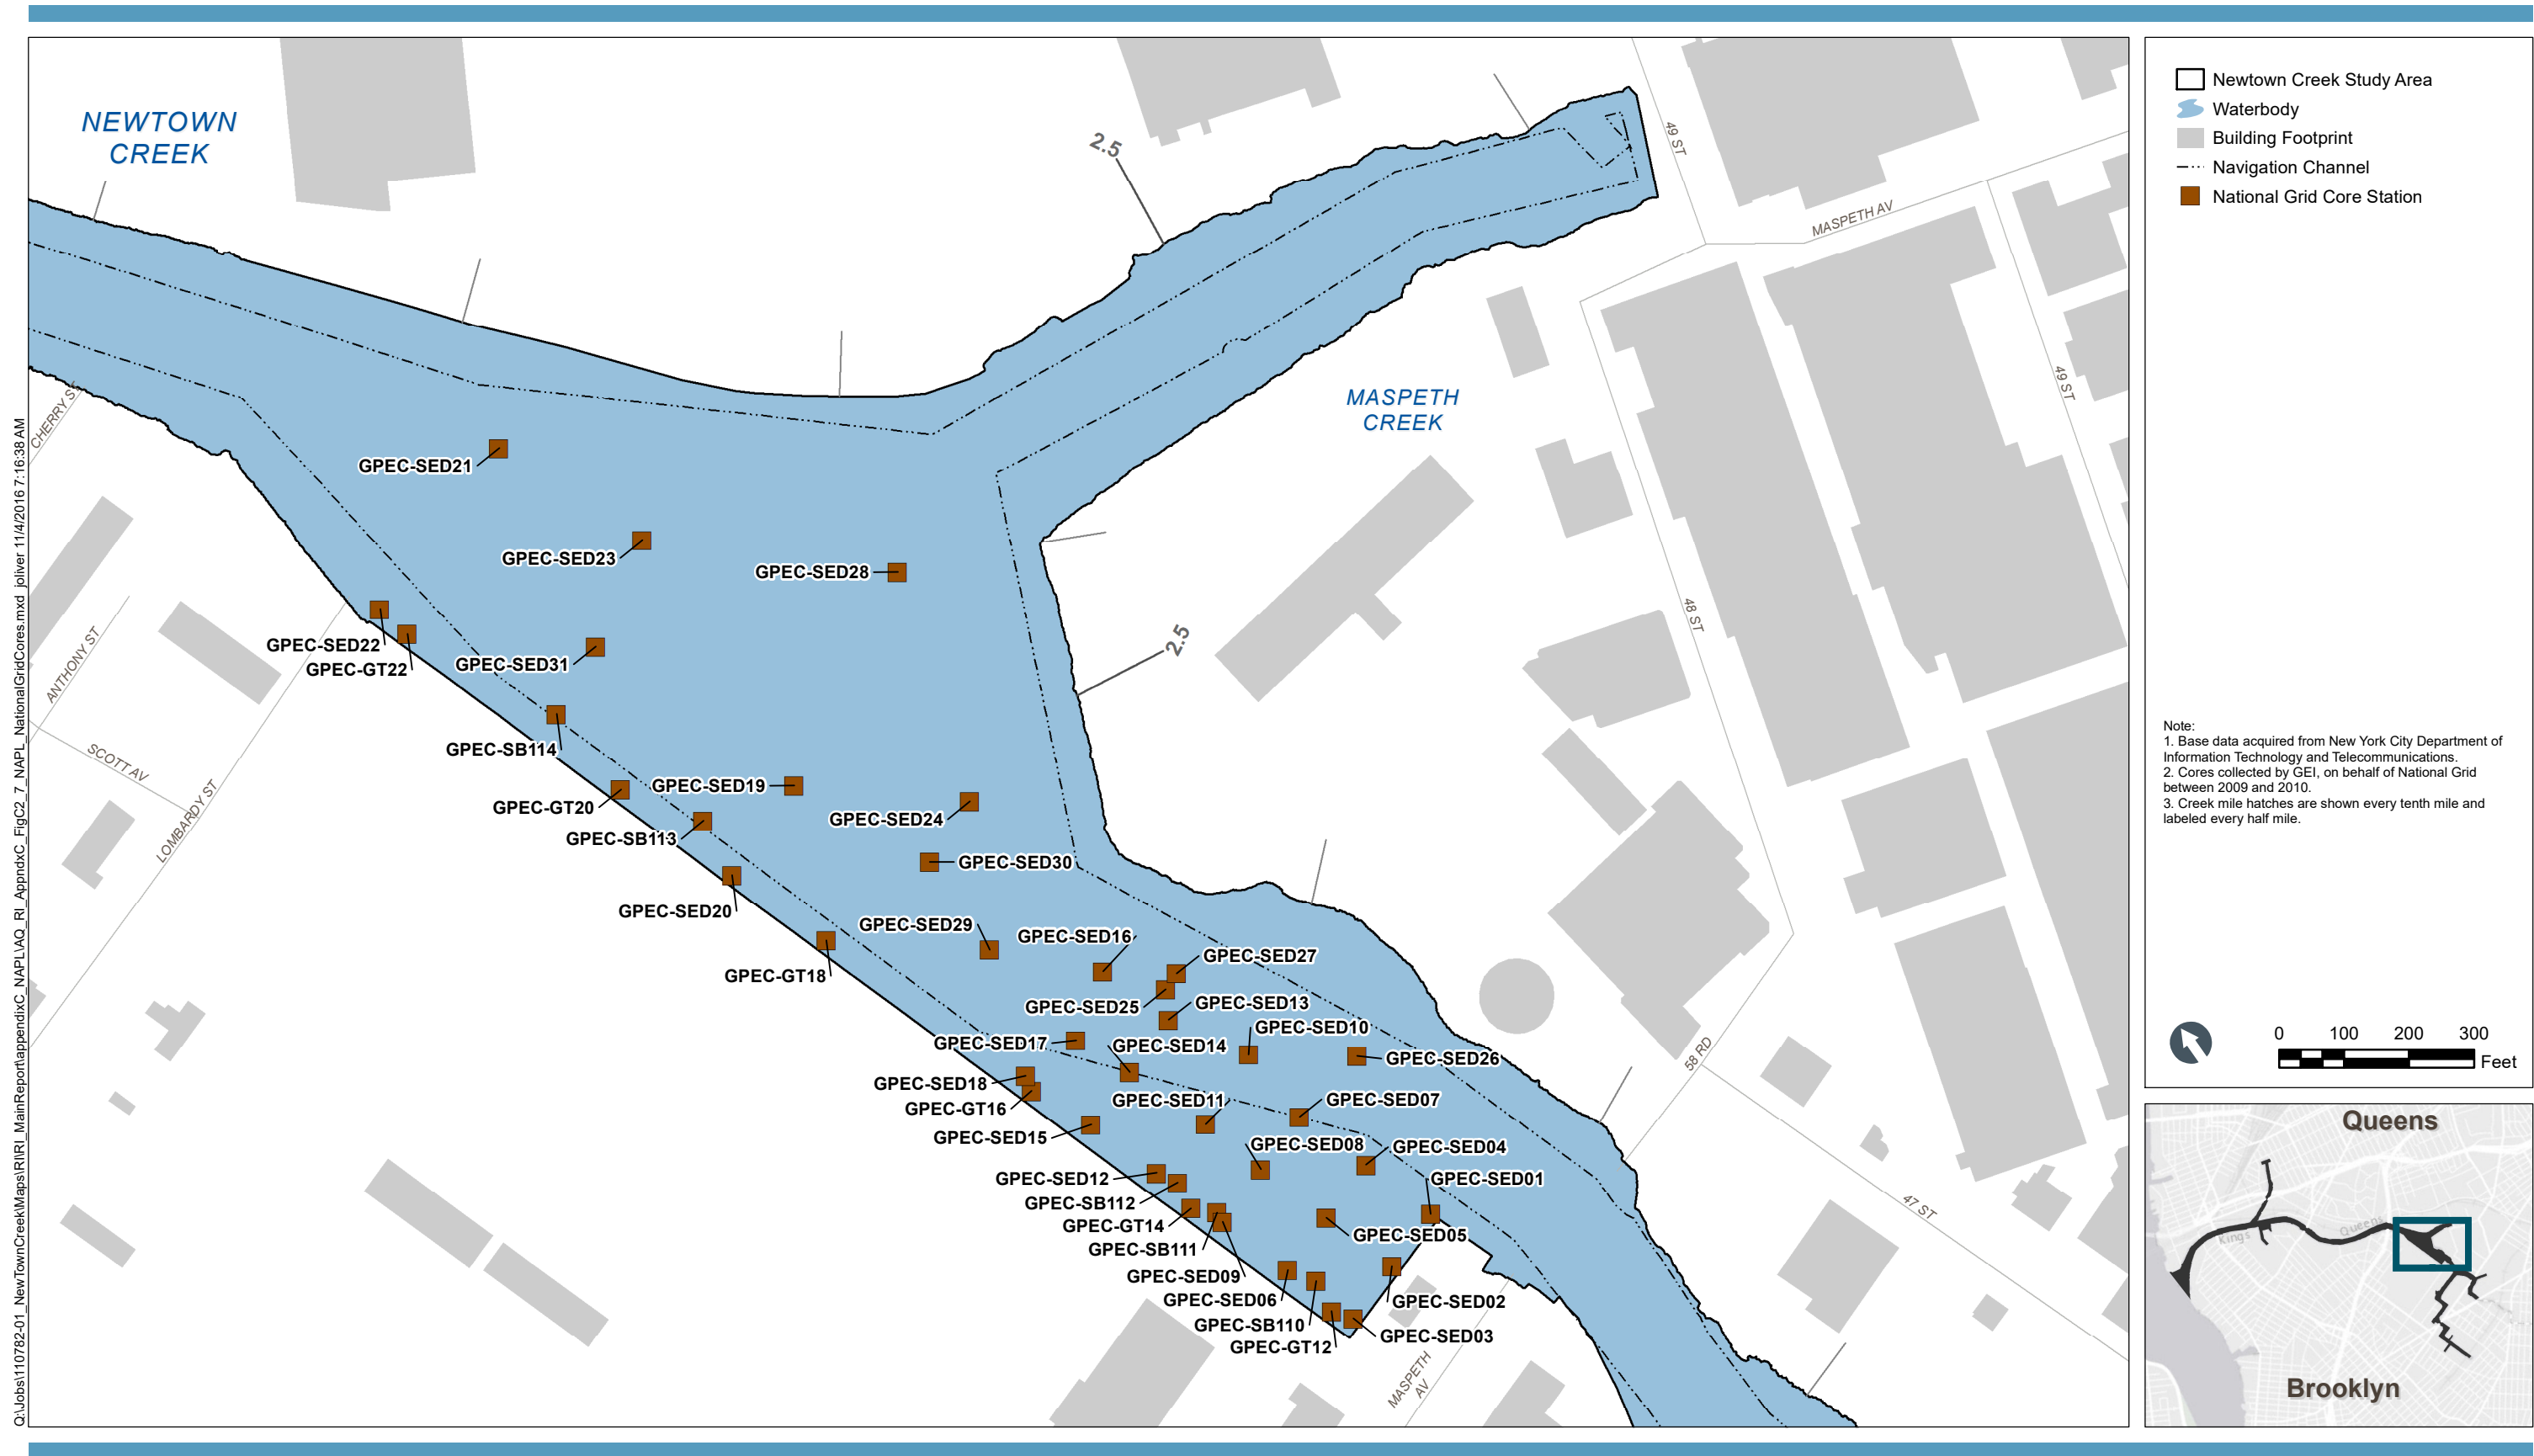 NEWTOWN
CREEK
2.5
49 ST
MASPETH AV
49 ST
MASPETH
CREEK
CHERRY ST
GPEC-SED21
GPEC-SED23
GPEC-SED28
GPEC-SED22
GPEC-GT22
GPEC-SED31
2.5
48 ST
ANTHONY ST
SCOTT AV
LOMBARDY ST
GPEC-SB114
GPEC-SED19
GPEC-GT20
GPEC-SED24
GPEC-SB113
GPEC-SED30
GPEC-SED20
GPEC-SED29
GPEC-SED16
GPEC-SED27
GPEC-GT18
GPEC-SED25
GPEC-SED13
GPEC-SED10
GPEC-SED17
GPEC-SED14
GPEC-SED26
58 RD
GPEC-SED18
GPEC-GT16
GPEC-SED11
GPEC-SED07
GPEC-SED15
GPEC-SED08
GPEC-SED04
GPEC-SED12
GPEC-SED01
GPEC-SB112
47 ST
GPEC-GT14
GPEC-SED05
GPEC-SB111
GPEC-SED09
GPEC-SED06
GPEC-SED02
GPEC-SB110
GPEC-SED03
GPEC-GT12
MASPETH
AV
Q:\Jobs\110782-01_NewTownCreek\Maps\RI\RI_MainReport\appendixC_NAPL\AQ_RI_AppndxC_FigC2_7_NAPL_NationalGridCores.mxd joliver 11/4/2016 7:16:38 AM
Newtown Creek Study Area
Waterbody
Building Footprint
Navigation Channel
National Grid Core Station
Note:
1. Base data acquired from New York City Department of
Information Technology and Telecommunications.
2. Cores collected by GEI, on behalf of National Grid
between 2009 and 2010.
3. Creek mile hatches are shown every tenth mile and
labeled every half mile.
0 100 200 300
Feet
Queens
Queens
Kings
Brooklyn